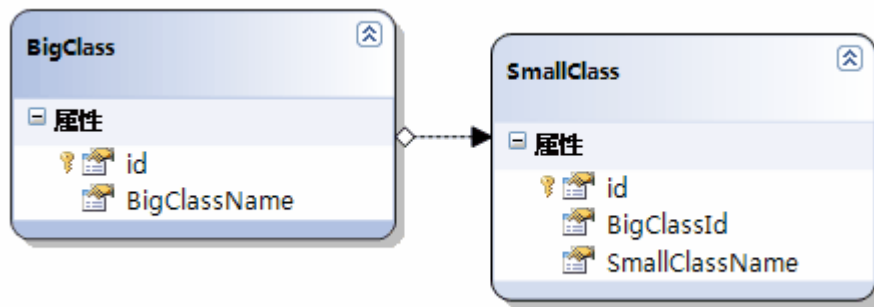 BigClass
属性
id
BigClassName
SmallClass
属性
id
BigClassId
SmallClassName